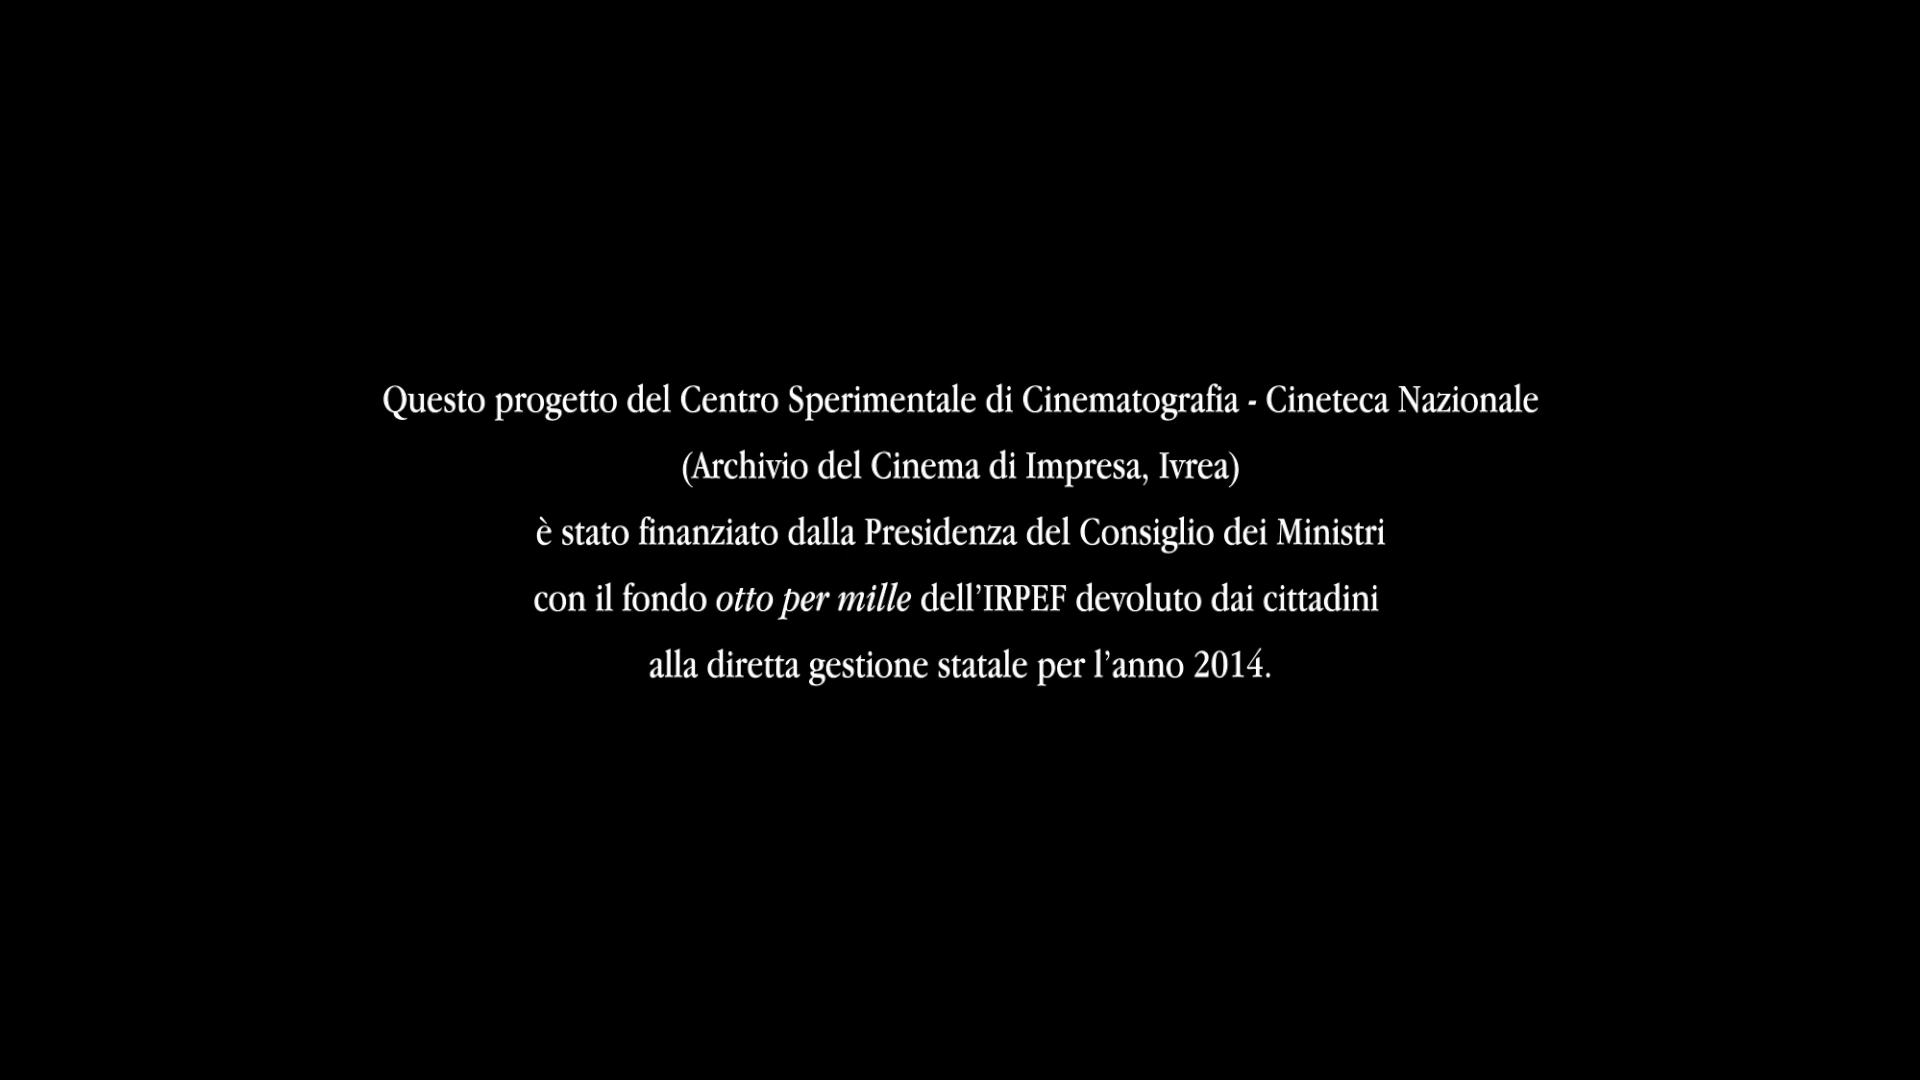 Questo progetto del Centro Sperimentale di Cinematografia - Cineteca Nazionale
(Archivio del Cinema di Impresa, Ivrea)
è stato finanziato dalla Presidenza del Consiglio dei Ministri
con il fondo otto per mille dell’IRPEF devoluto dai cittadini
alla diretta gestione statale per l’anno 2014.